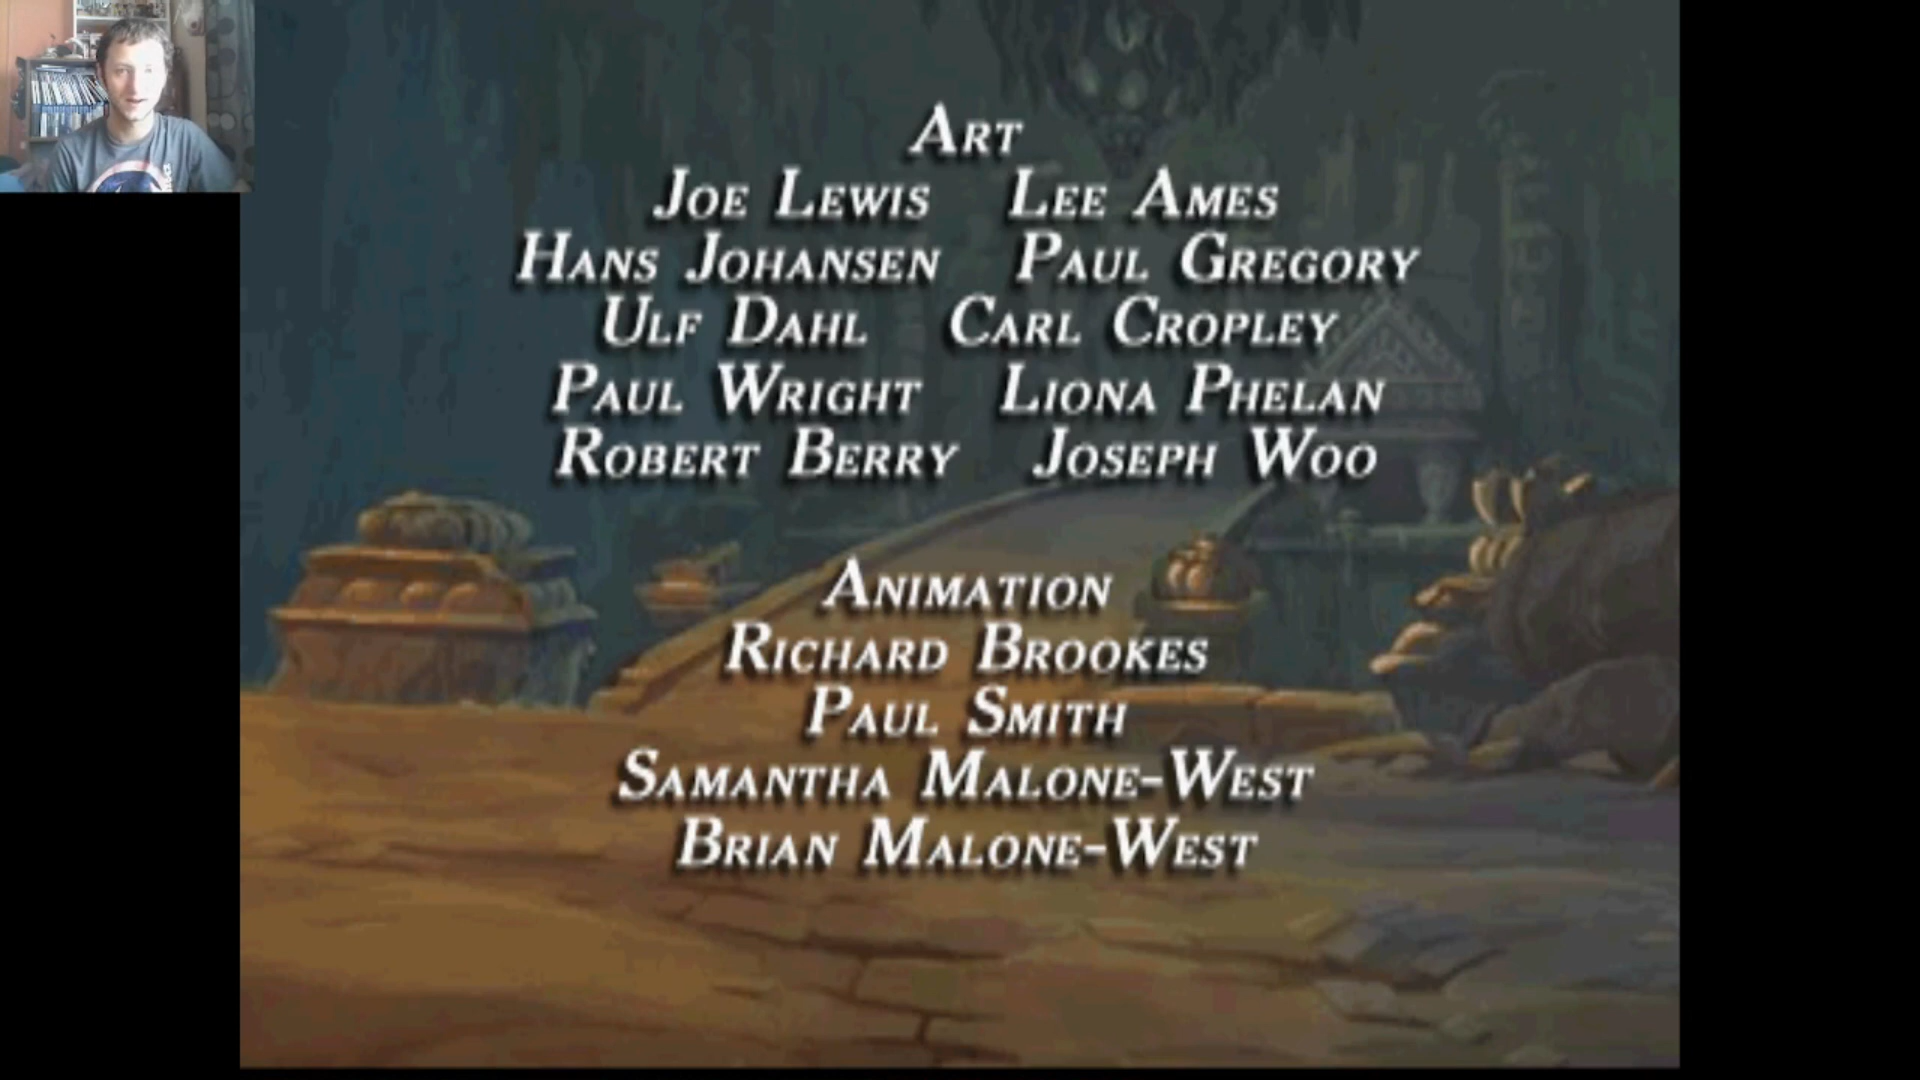 Art
Joe Lewis Lee Ames
Hans Johansen Paul Gregory
Ulf Dahl Carl Cropley
Paul Wright Liona Phelan
Robert Berry Joseph Woo
Animation
Richard Brookes
Paul Smith
Samantha Malone-West
Brian Malone-West